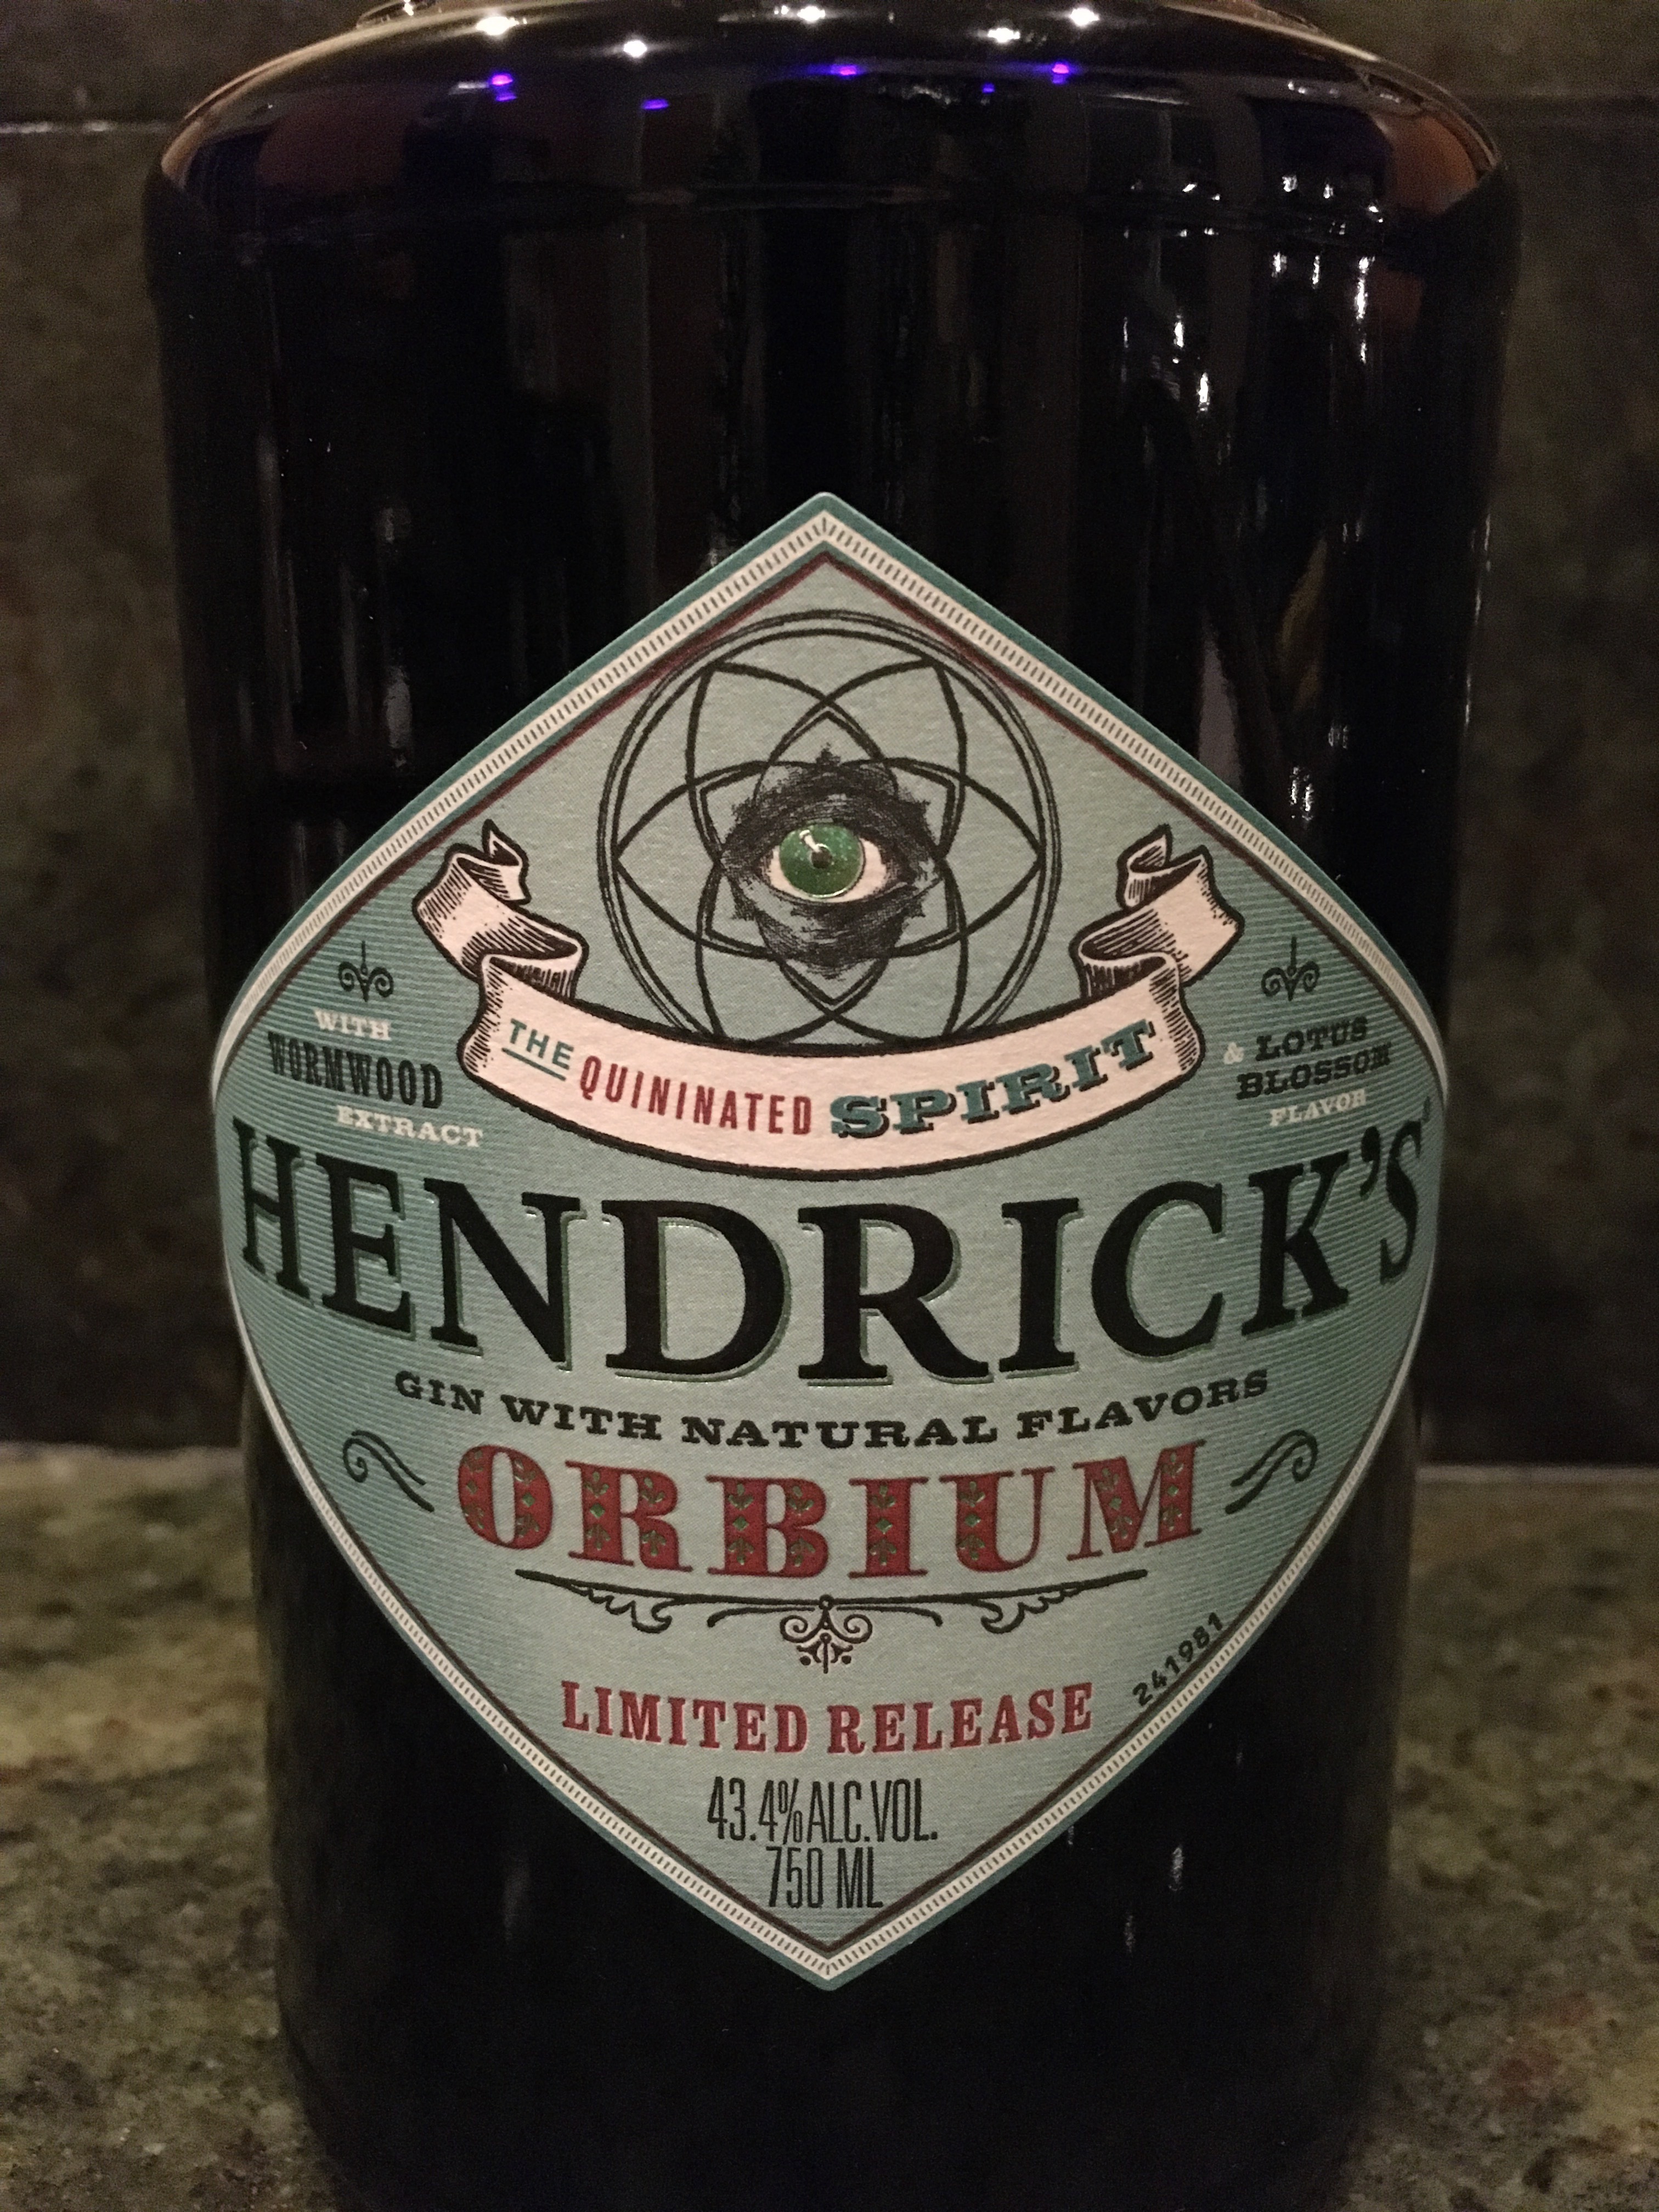 THE QUININATED SPIRIT
WITH
WORMWOOD
EXTRACT
& LOTUS
BLOSSOM
FLAVOR
HENDRICK'S
GIN WITH NATURAL FLAVORS
ORBIUM
LIMITED RELEASE
241981
43.4% ALC.VOL.
750 ML